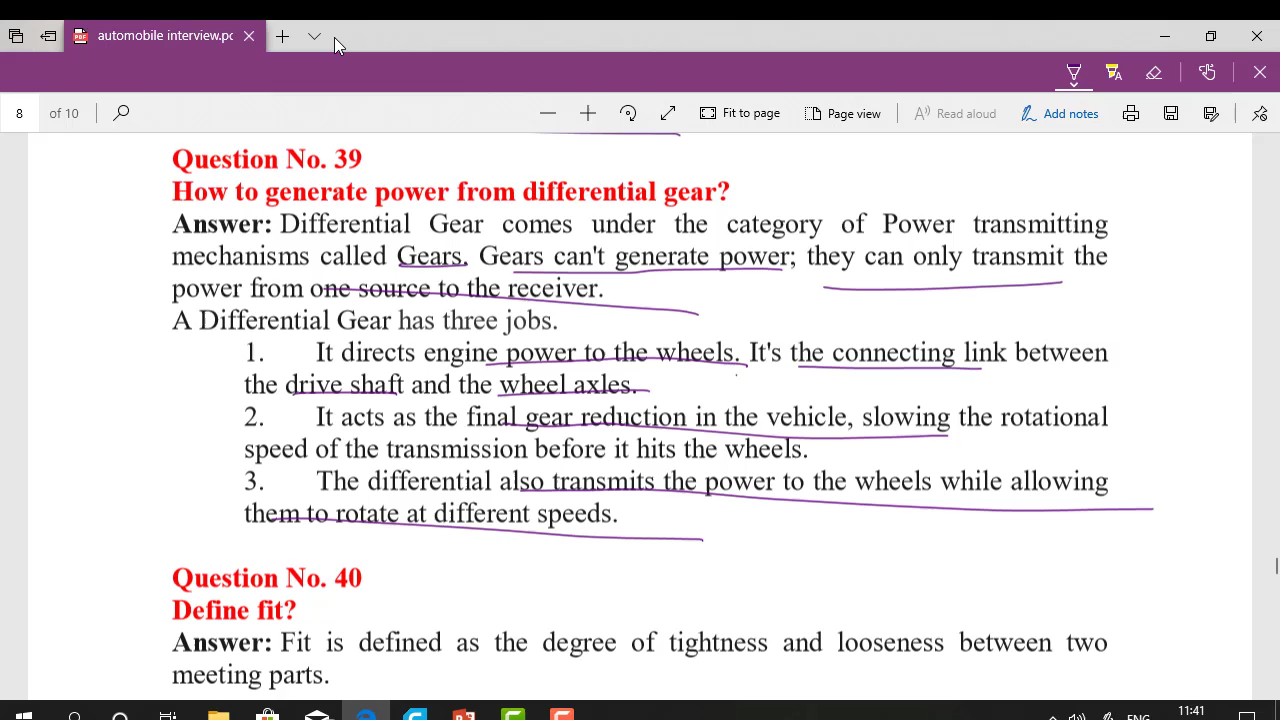 automobile interview.pc
8 of 10
Fit to page
Page view
Read aloud
Add notes
Question No. 39
How to generate power from differential gear?
Answer: Differential Gear comes under the category of Power transmitting
mechanisms called Gears. Gears can't generate power; they can only transmit the
power from one source to the receiver.
A Differential Gear has three jobs.
1. It directs engine power to the wheels. It's the connecting link between
the drive shaft and the wheel axles.
2. It acts as the final gear reduction in the vehicle, slowing the rotational
speed of the transmission before it hits the wheels.
3. The differential also transmits the power to the wheels while allowing
them to rotate at different speeds.
Question No. 40
Define fit?
Answer: Fit is defined as the degree of tightness and looseness between two
meeting parts.
11:41
ENG